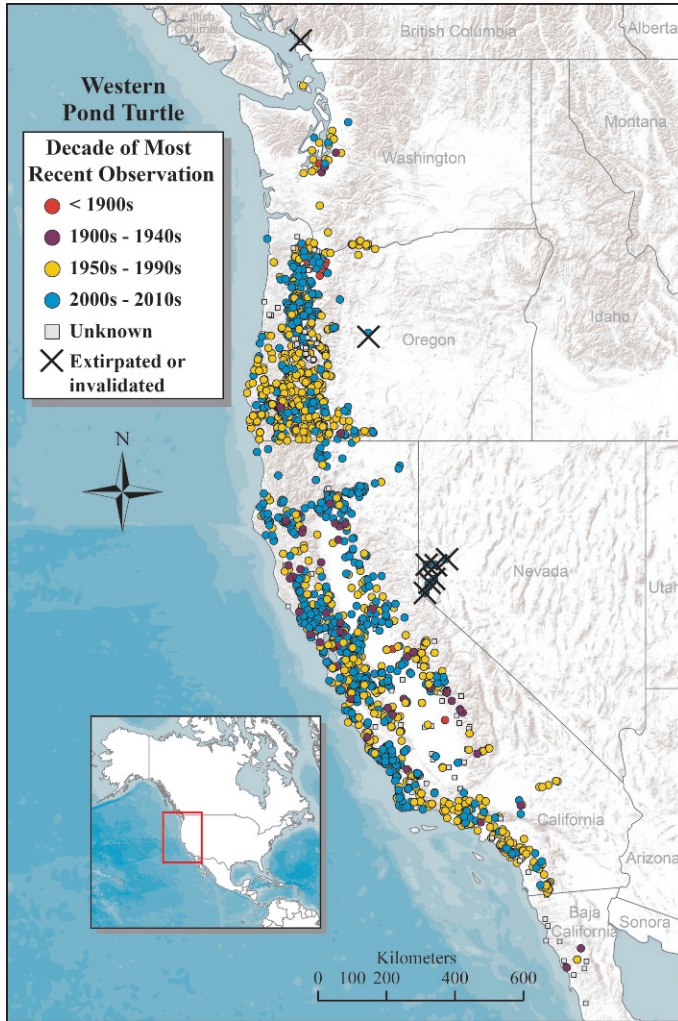 British
Columbia
British Columbia
Alberta
Western
Pond Turtle
Montana
Decade of Most
Recent Observation
< 1900s
1900s - 1940s
1950s - 1990s
2000s - 2010s
Unknown
Extirpated or
invalidated
Washington
Idaho
Oregon
N
Nevada
Utah
California
Arizona
Baja
California
Sonora
Kilometers
0 100 200 400 600